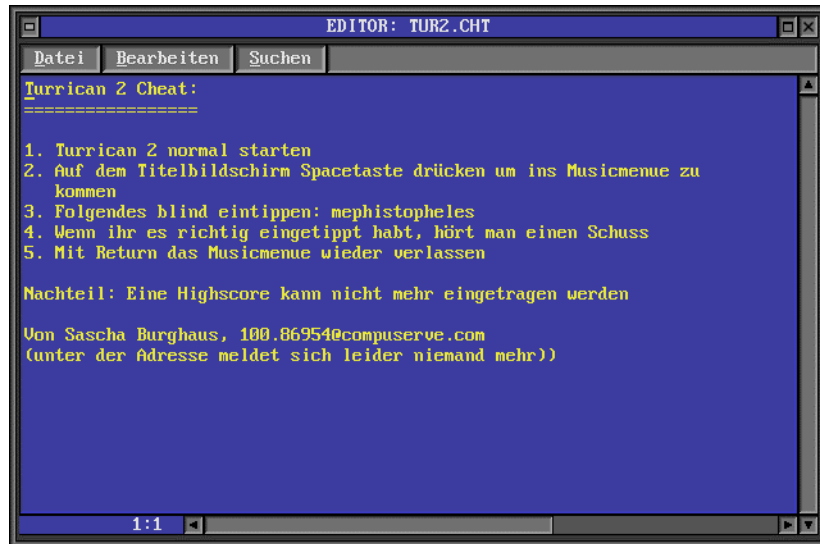 EDITOR: TUR2.CHT
Datei Bearbeiten Suchen
Turrican 2 Cheat:
=================
1. Turrican 2 normal starten
2. Auf dem Titelbildschirm Spacetaste drücken um ins Musicmenue zu
kommen
3. Folgendes blind eintippen: mephistopheles
4. Wenn ihr es richtig eingetippt habt, hört man einen Schuss
5. Mit Return das Musicmenue wieder verlassen
Nachteil: Eine Highscore kann nicht mehr eingetragen werden
Von Sascha Burghaus, 100.86954@compuserve.com
(unter der Adresse meldet sich leider niemand mehr))
1:1